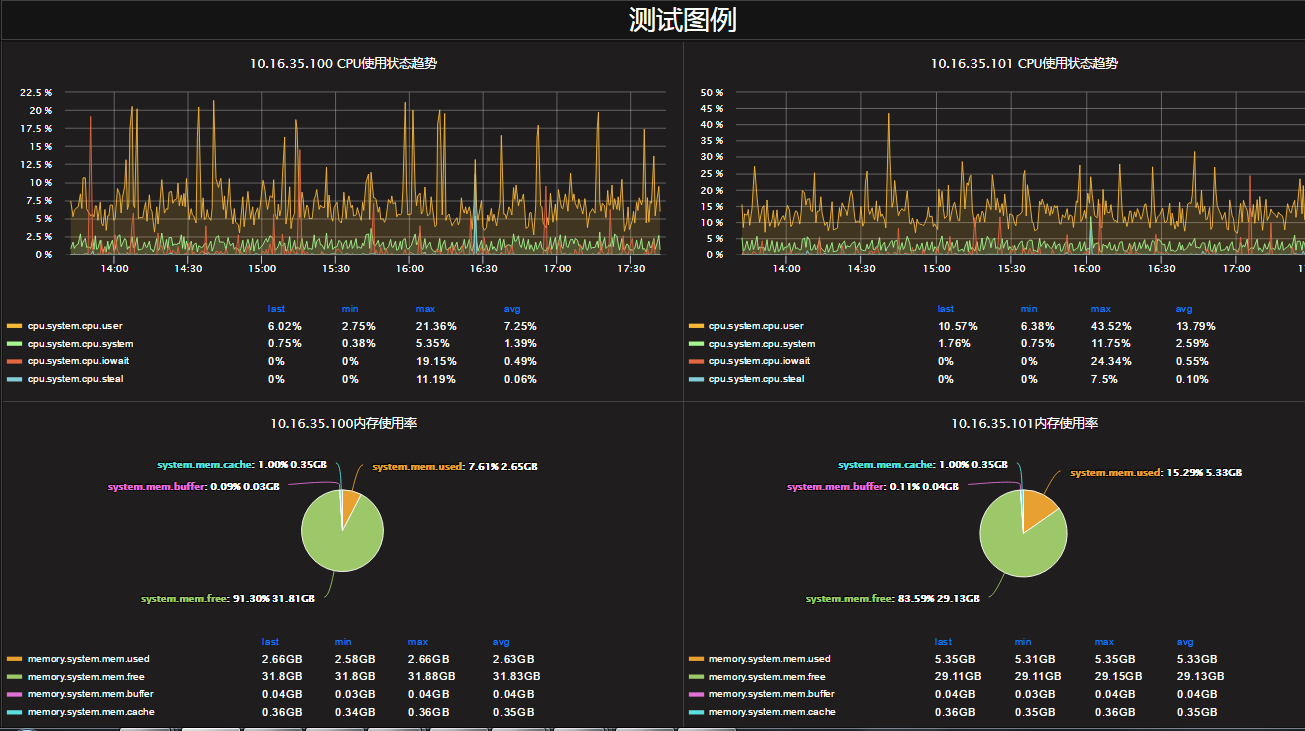 测试图例
10.16.35.100 CPU使用状态趋势
22.5 %
20 %
17.5 %
15 %
12.5 %
10 %
7.5 %
5 %
2.5 %
0 %
14:00 14:30 15:00 15:30 16:00 16:30 17:00 17:30
last min max avg
cpu.system.cpu.user 6.02% 2.75% 21.36% 7.25%
cpu.system.cpu.system 0.75% 0.38% 5.35% 1.39%
cpu.system.cpu.iowait 0% 0% 19.15% 0.49%
cpu.system.cpu.steal 0% 0% 11.19% 0.06%
10.16.35.101 CPU使用状态趋势
50 %
45 %
40 %
35 %
30 %
25 %
20 %
15 %
10 %
5 %
0 %
14:00 14:30 15:00 15:30 16:00 16:30 17:00
last min max avg
cpu.system.cpu.user 10.57% 6.38% 43.52% 13.79%
cpu.system.cpu.system 1.76% 0.75% 11.75% 2.59%
cpu.system.cpu.iowait 0% 0% 24.34% 0.55%
cpu.system.cpu.steal 0% 0% 7.5% 0.10%
10.16.35.100内存使用率
system.mem.cache: 1.00% 0.35GB
system.mem.used: 7.61% 2.65GB
system.mem.buffer: 0.09% 0.03GB
system.mem.free: 91.30% 31.81GB
last min max avg
memory.system.mem.used 2.66GB 2.58GB 2.66GB 2.63GB
memory.system.mem.free 31.8GB 31.8GB 31.88GB 31.83GB
memory.system.mem.buffer 0.04GB 0.03GB 0.04GB 0.04GB
memory.system.mem.cache 0.36GB 0.34GB 0.36GB 0.35GB
10.16.35.101内存使用率
system.mem.cache: 1.00% 0.35GB
system.mem.used: 15.29% 5.33GB
system.mem.buffer: 0.11% 0.04GB
system.mem.free: 83.59% 29.13GB
last min max avg
memory.system.mem.used 5.35GB 5.31GB 5.35GB 5.33GB
memory.system.mem.free 29.11GB 29.11GB 29.15GB 29.13GB
memory.system.mem.buffer 0.04GB 0.03GB 0.04GB 0.04GB
memory.system.mem.cache 0.36GB 0.35GB 0.36GB 0.35GB